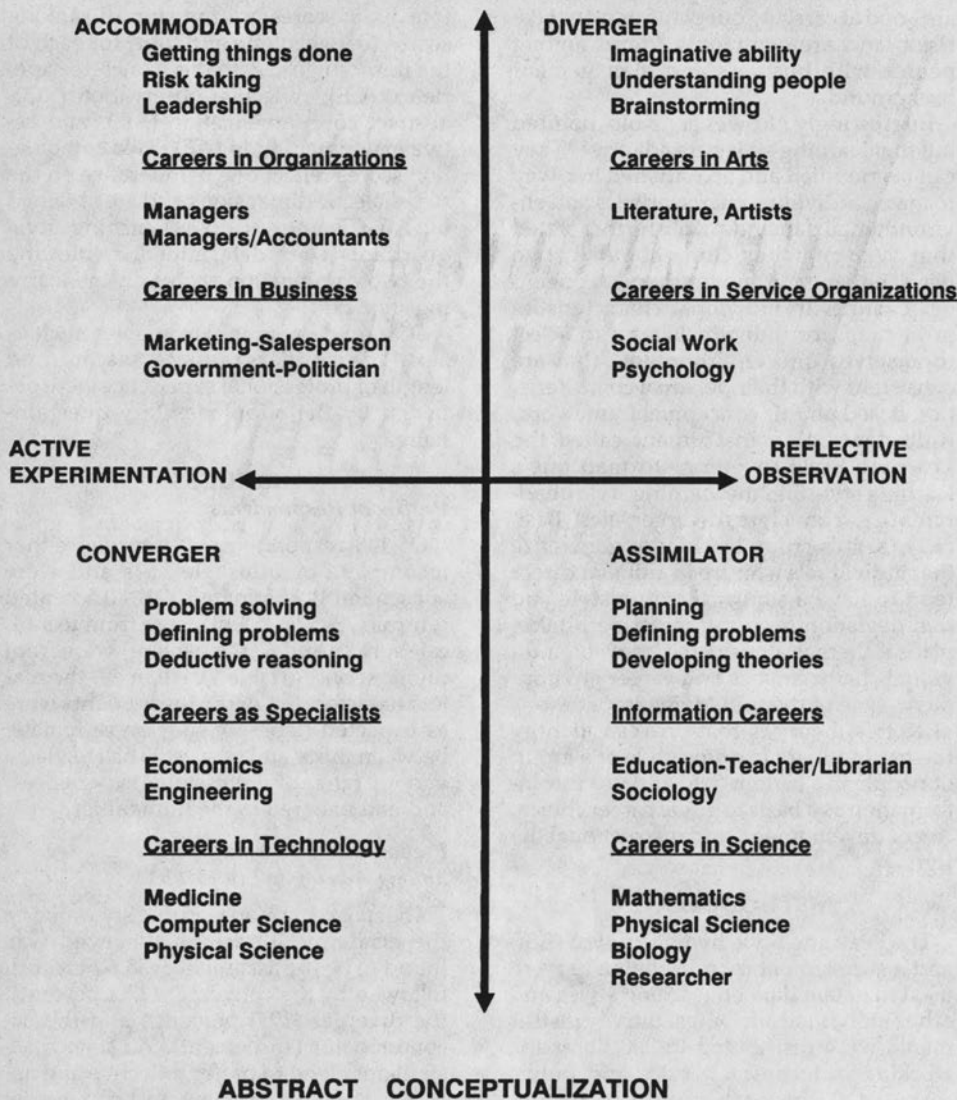 ACCOMMODATOR
Getting things done
Risk taking
Leadership
Careers in Organizations
Managers
Managers/Accountants
Careers in Business
Marketing-Salesperson
Government-Politician
DIVERGER
Imaginative ability
Understanding people
Brainstorming
Careers in Arts
Literature, Artists
Careers in Service Organizations
Social Work
Psychology
ACTIVE
EXPERIMENTATION
REFLECTIVE
OBSERVATION
CONVERGER
Problem solving
Defining problems
Deductive reasoning
Careers as Specialists
Economics
Engineering
Careers in Technology
Medicine
Computer Science
Physical Science
ASSIMILATOR
Planning
Defining problems
Developing theories
Information Careers
Education-Teacher/Librarian
Sociology
Careers in Science
Mathematics
Physical Science
Biology
Researcher
ABSTRACT CONCEPTUALIZATION